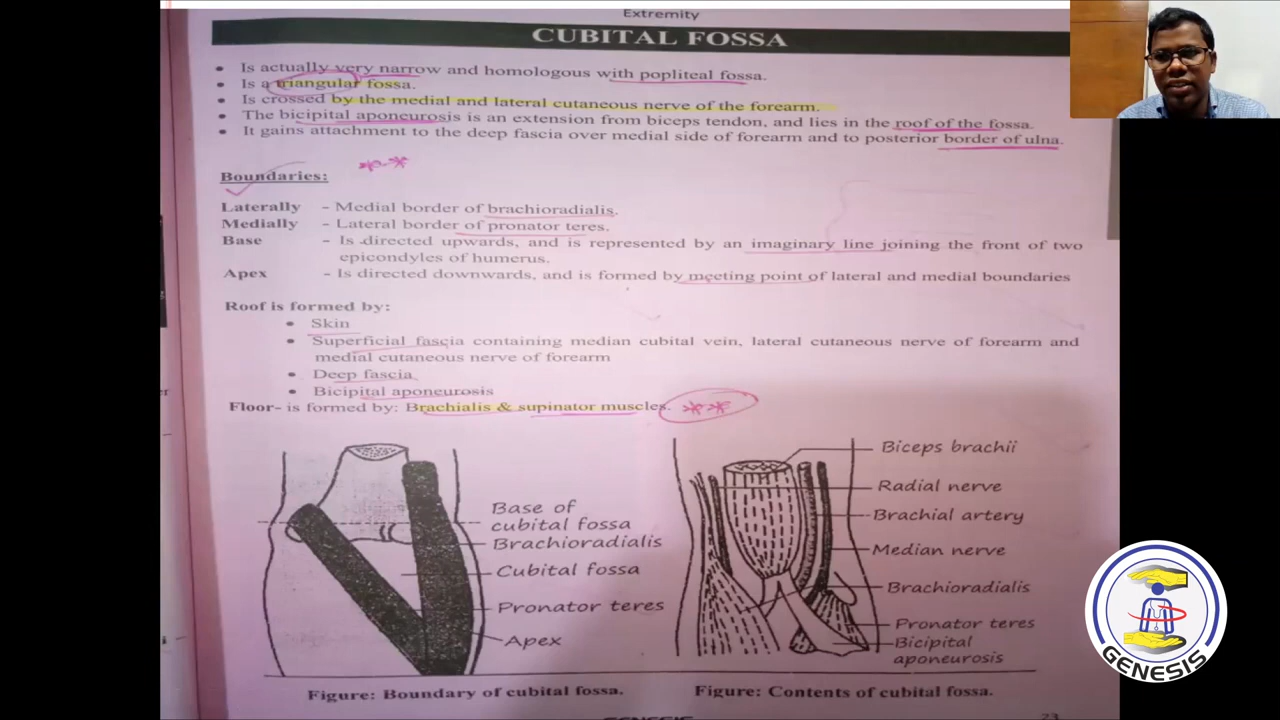 Extremity
CUBITAL FOSSA
• Is actually very narrow and homologous with popliteal fossa.
• Is a triangular fossa.
• Is crossed by the medial and lateral cutaneous nerve of the forearm.
• The bicipital aponeurosis is an extension from biceps tendon, and lies in the roof of the fossa.
• It gains attachment to the deep fascia over medial side of forearm and to posterior border of ulna.
Boundaries:
Laterally - Medial border of brachioradialis.
Medially - Lateral border of pronator teres.
Base - Is directed upwards, and is represented by an imaginary line joining the front of two
epicondyles of humerus.
Apex - Is directed downwards, and is formed by meeting point of lateral and medial boundaries
Roof is formed by:
• Skin
• Superficial fascia containing median cubital vein, lateral cutaneous nerve of forearm and
medial cutaneous nerve of forearm
• Deep fascia
• Bicipital aponeurosis
Floor- is formed by: Brachialis & supinator muscles.
Base of
cubital fossa
Brachioradialis
Cubital fossa
Pronator teres
Apex
Figure: Boundary of cubital fossa.
Biceps brachii
Radial nerve
Brachial artery
Median nerve
Brachioradialis
Pronator teres
Bicipital
aponeurosis
Figure: Contents of cubital fossa.
GENESIS
23
GENESIS